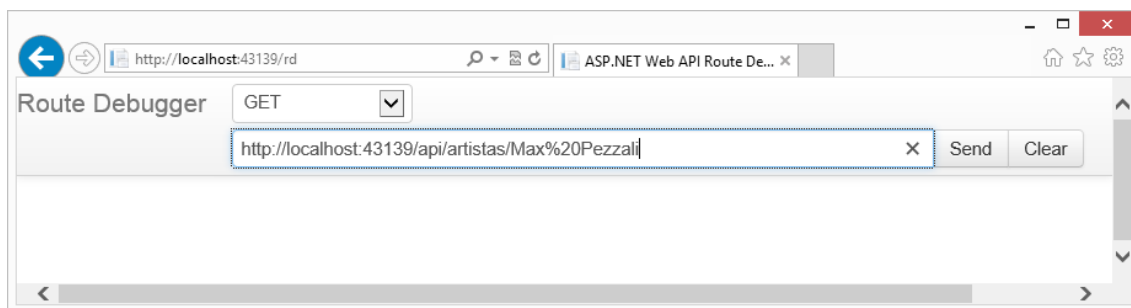 http://localhost:43139/rd
ASP.NET Web API Route De...
Route Debugger
GET
http://localhost:43139/api/artistas/Max%20Pezzali
Send
Clear